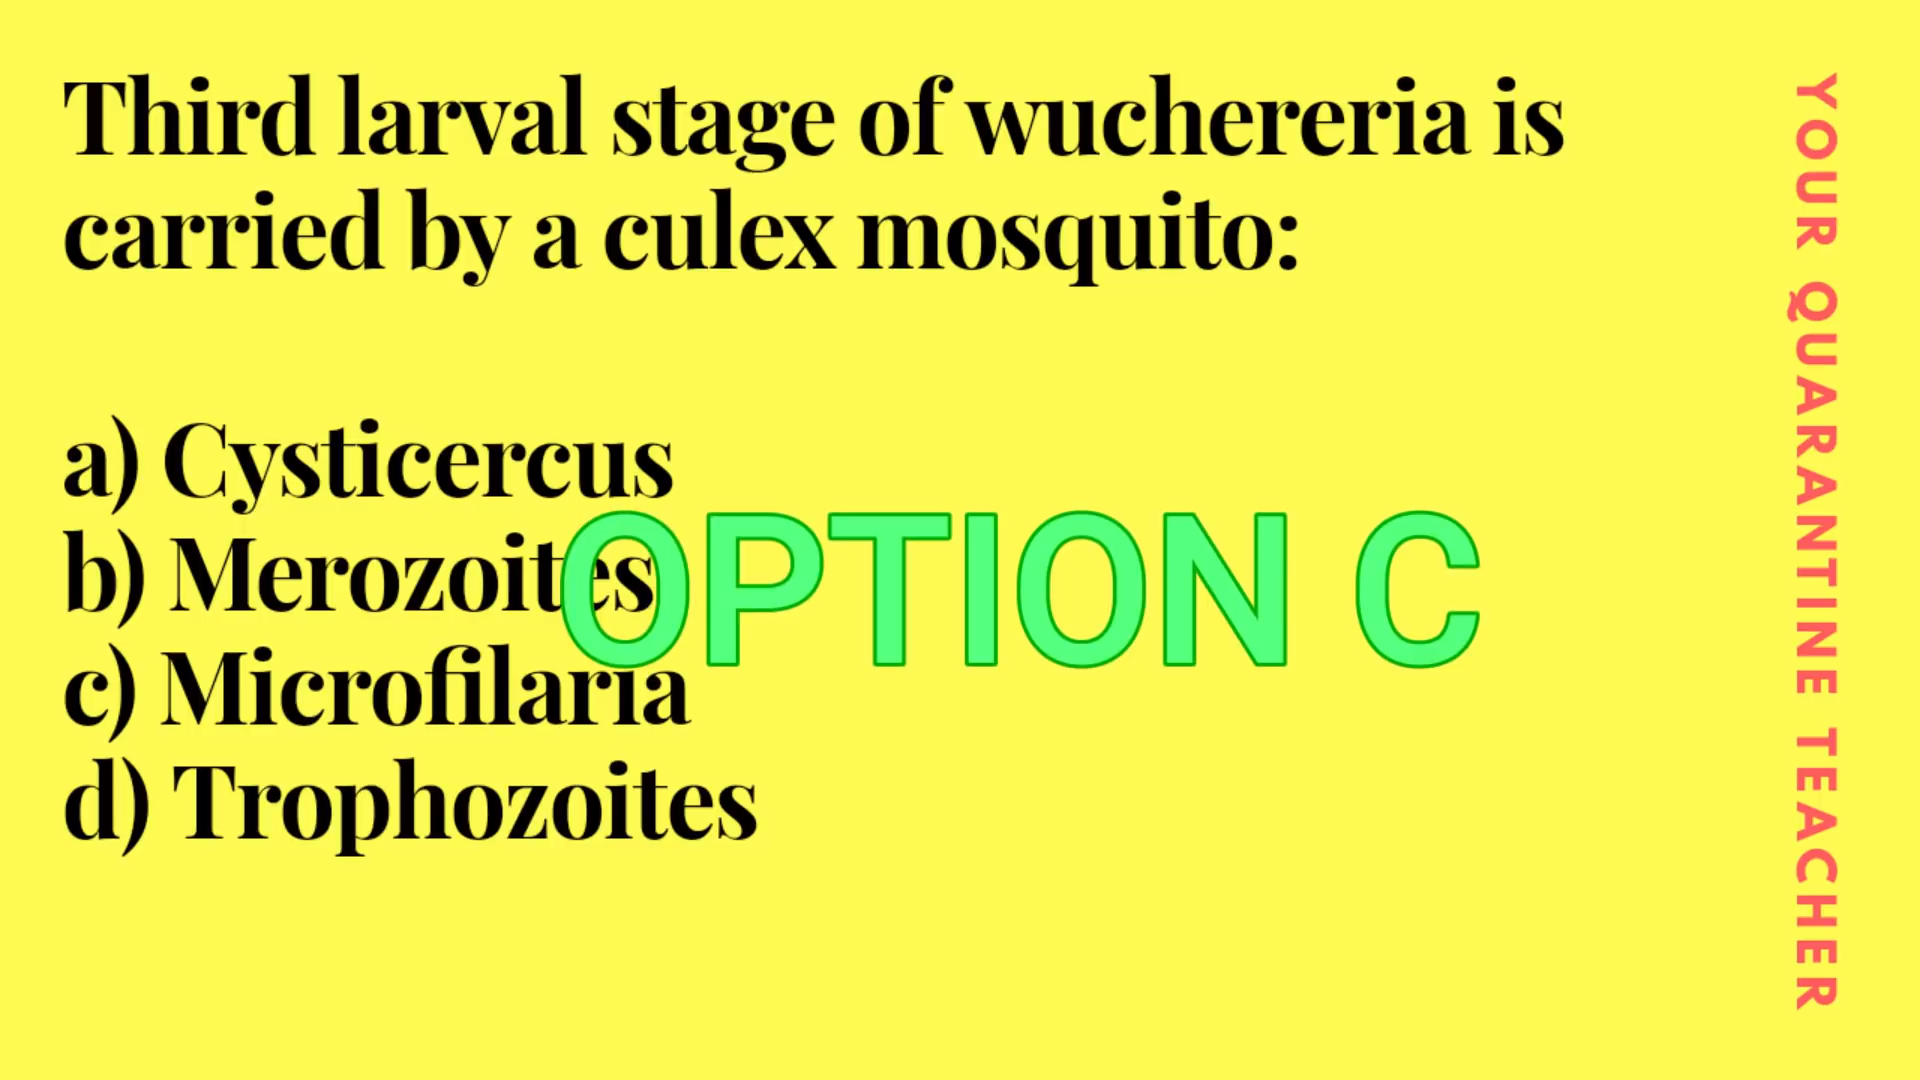 Third larval stage of wuchereria is
carried by a culex mosquito:
a) Cysticercus
b) Merozoites
c) Microfilaria
d) Trophozoites
OPTION C
YOUR QUARANTINE TEACHER